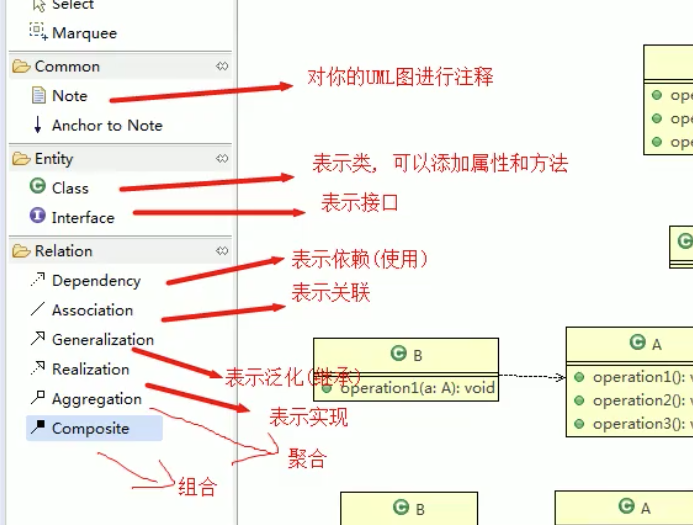 Select
Marquee
Common
Note
Anchor to Note
Entity
Class
Interface
Relation
Dependency
Association
Generalization
Realization
Aggregation
Composite
对你的UML图进行注释
表示类，可以添加属性和方法
表示接口
表示依赖(使用)
表示关联
表示泛化(继承)
表示实现
聚合
组合
C B
operation1(a: A): void
C A
operation1():
operation2():
operation3():
C B
C A
C